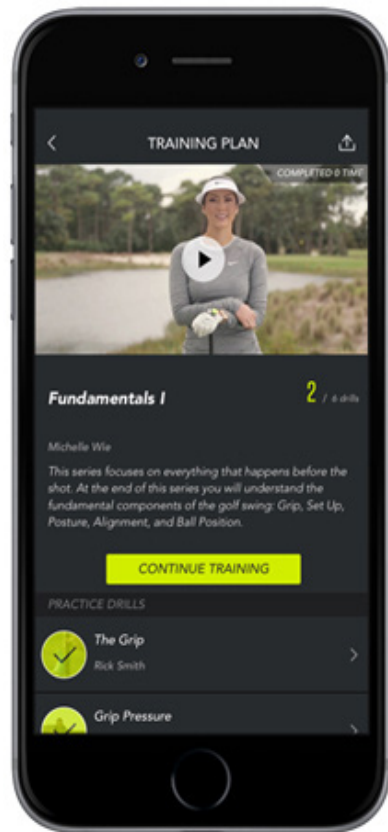 TRAINING PLAN
COMPLETED 0 TIME
Fundamentals I
2 / 6 drills
Michelle Wie
This series focuses on everything that happens before the
shot. At the end of this series you will understand the
fundamental components of the golf swing: Grip, Set Up,
Posture, Alignment, and Ball Position.
CONTINUE TRAINING
PRACTICE DRILLS
The Grip
Rick Smith
Grip Pressure